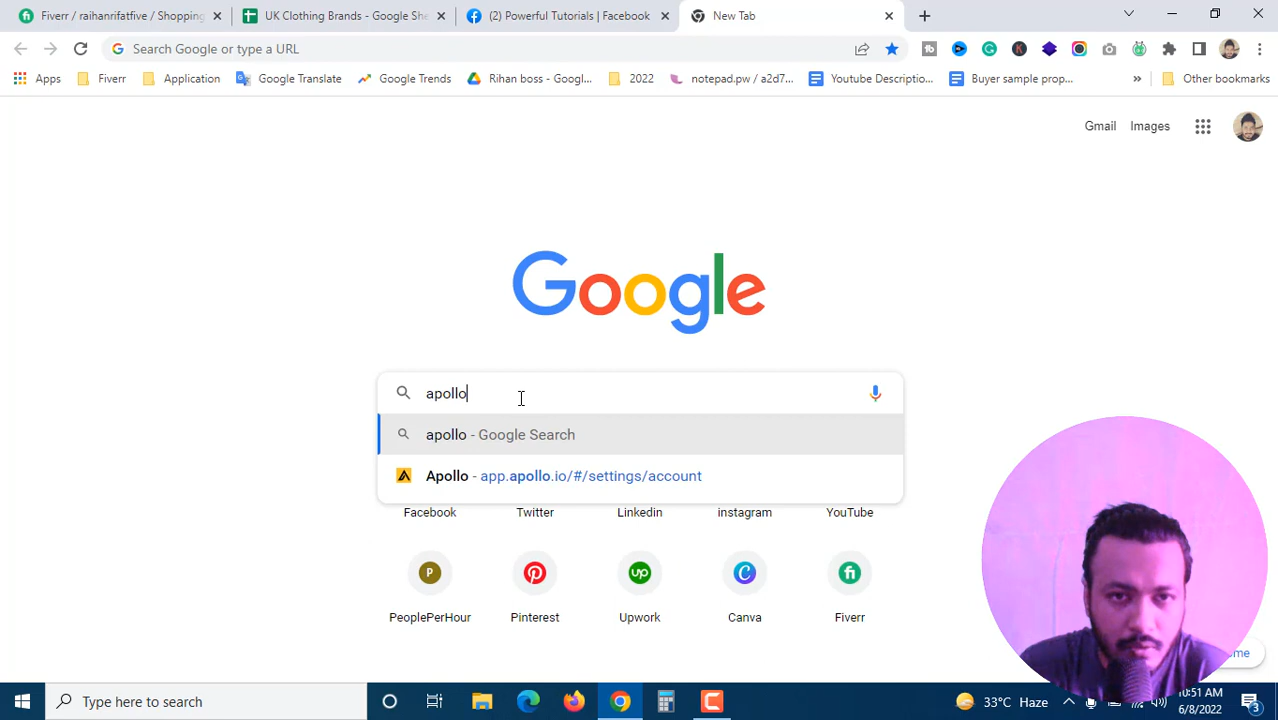 Fiverr / raihanrifatfive / Shopping
UK Clothing Brands - Google She
(2) Powerful Tutorials | Facebook
New Tab
Search Google or type a URL
Apps
Fiverr
Application
Google Translate
Google Trends
Rihan boss - Googl...
2022
notepad.pw / a2d7...
Youtube Descriptio...
Buyer sample prop...
»
Other bookmarks
Gmail
Images
Google
apollo
apollo - Google Search
Apollo - app.apollo.io/#/settings/account
Facebook
Twitter
Linkedin
instagram
YouTube
P
PeoplePerHour
Pinterest
up
Upwork
C
Canva
fi
Fiverr
Type here to search
33°C Haze
10:51 AM
6/8/2022
3